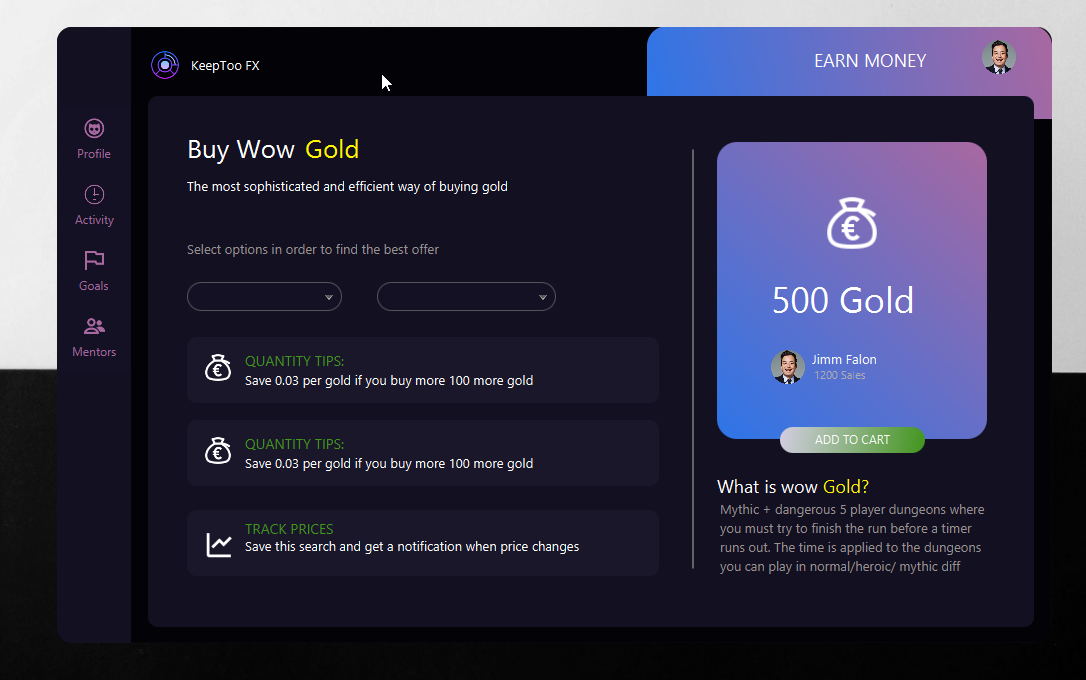 KeepToo FX
EARN MONEY
Profile
Activity
Goals
Mentors
Buy Wow Gold
The most sophisticated and efficient way of buying gold
Select options in order to find the best offer
QUANTITY TIPS:
Save 0.03 per gold if you buy more 100 more gold
QUANTITY TIPS:
Save 0.03 per gold if you buy more 100 more gold
TRACK PRICES
Save this search and get a notification when price changes
€
500 Gold
Jimm Falon
1200 Sales
ADD TO CART
What is wow Gold?
Mythic + dangerous 5 player dungeons where
you must try to finish the run before a timer
runs out. The time is applied to the dungeons
you can play in normal/heroic/ mythic diff